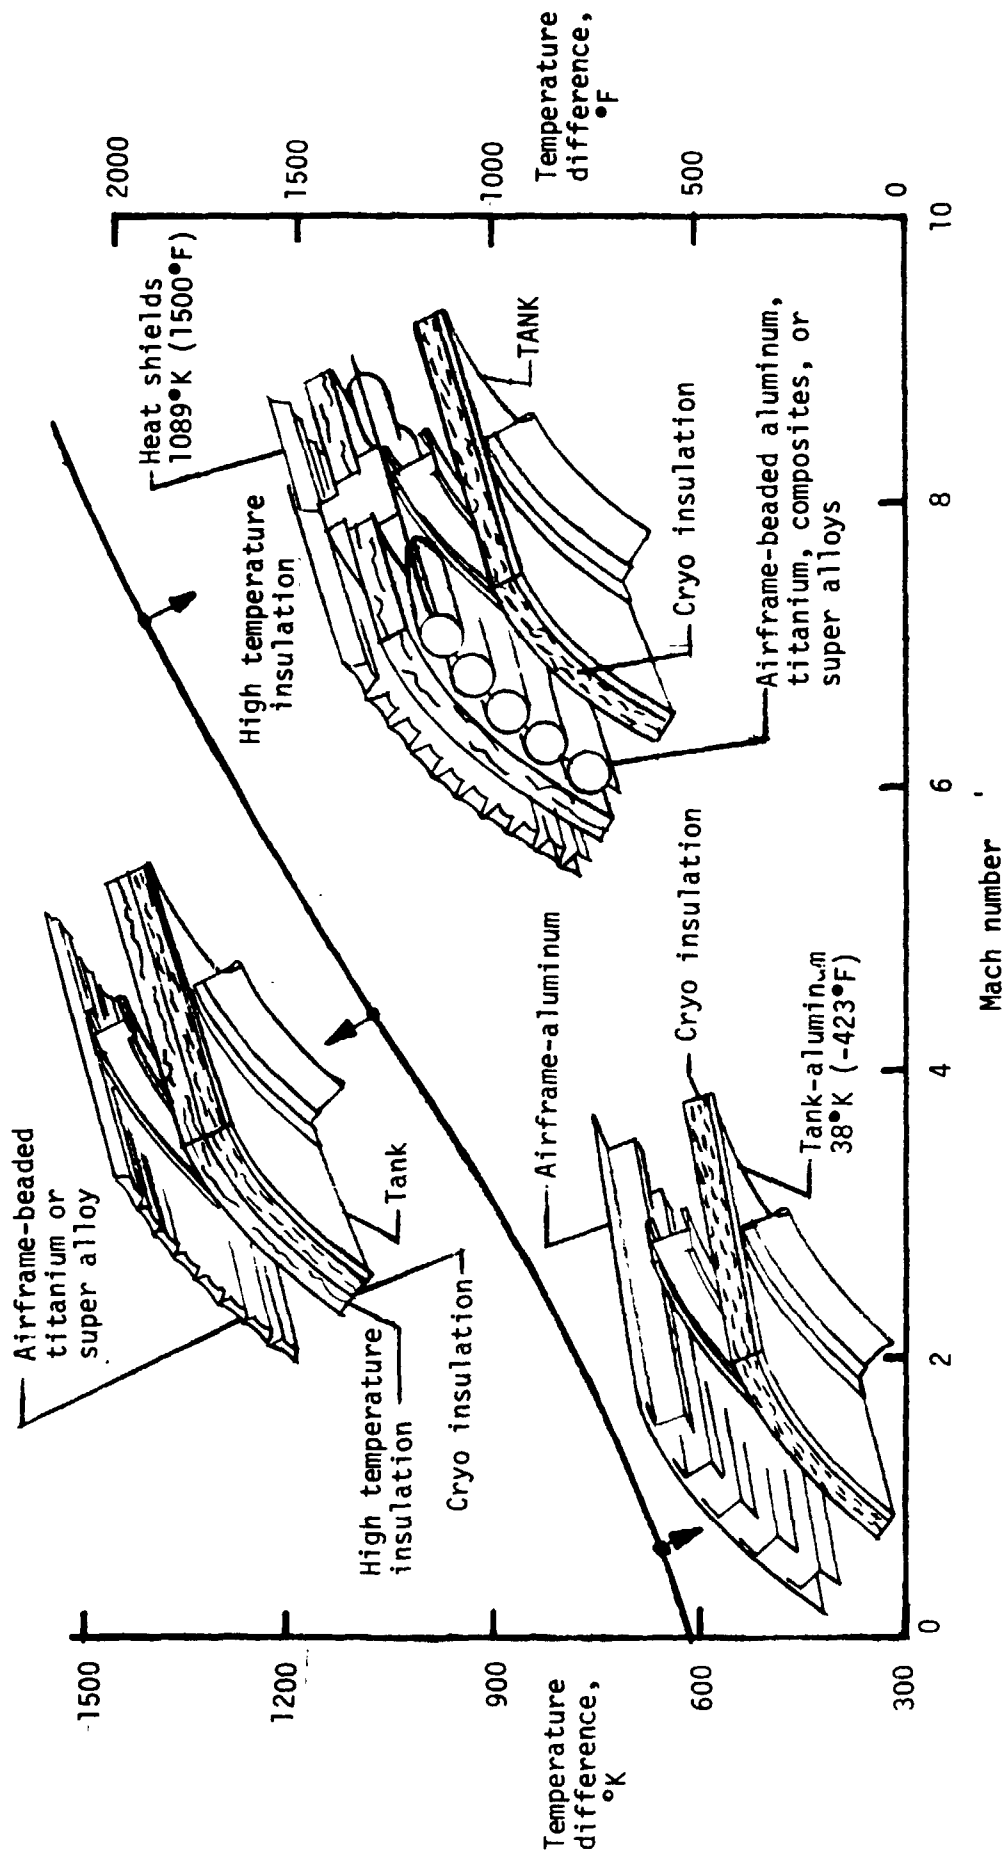 Airframe-beaded
titanium or
super alloy
High temperature
insulation
Cryo insulation
Tank
Heat shields
1089°K (1500°F)
High temperature
insulation
TANK
Cryo insulation
Airframe-beaded aluminum,
titanium, composites, or
super alloys
Airframe-aluminum
Cryo insulation
Tank-aluminum
38°K (-423°F)
1500
1200
900
600
300
Temperature
difference,
°K
2000
1500
1000
500
0
Temperature
difference,
°F
0
2
4
6
8
10
Mach number